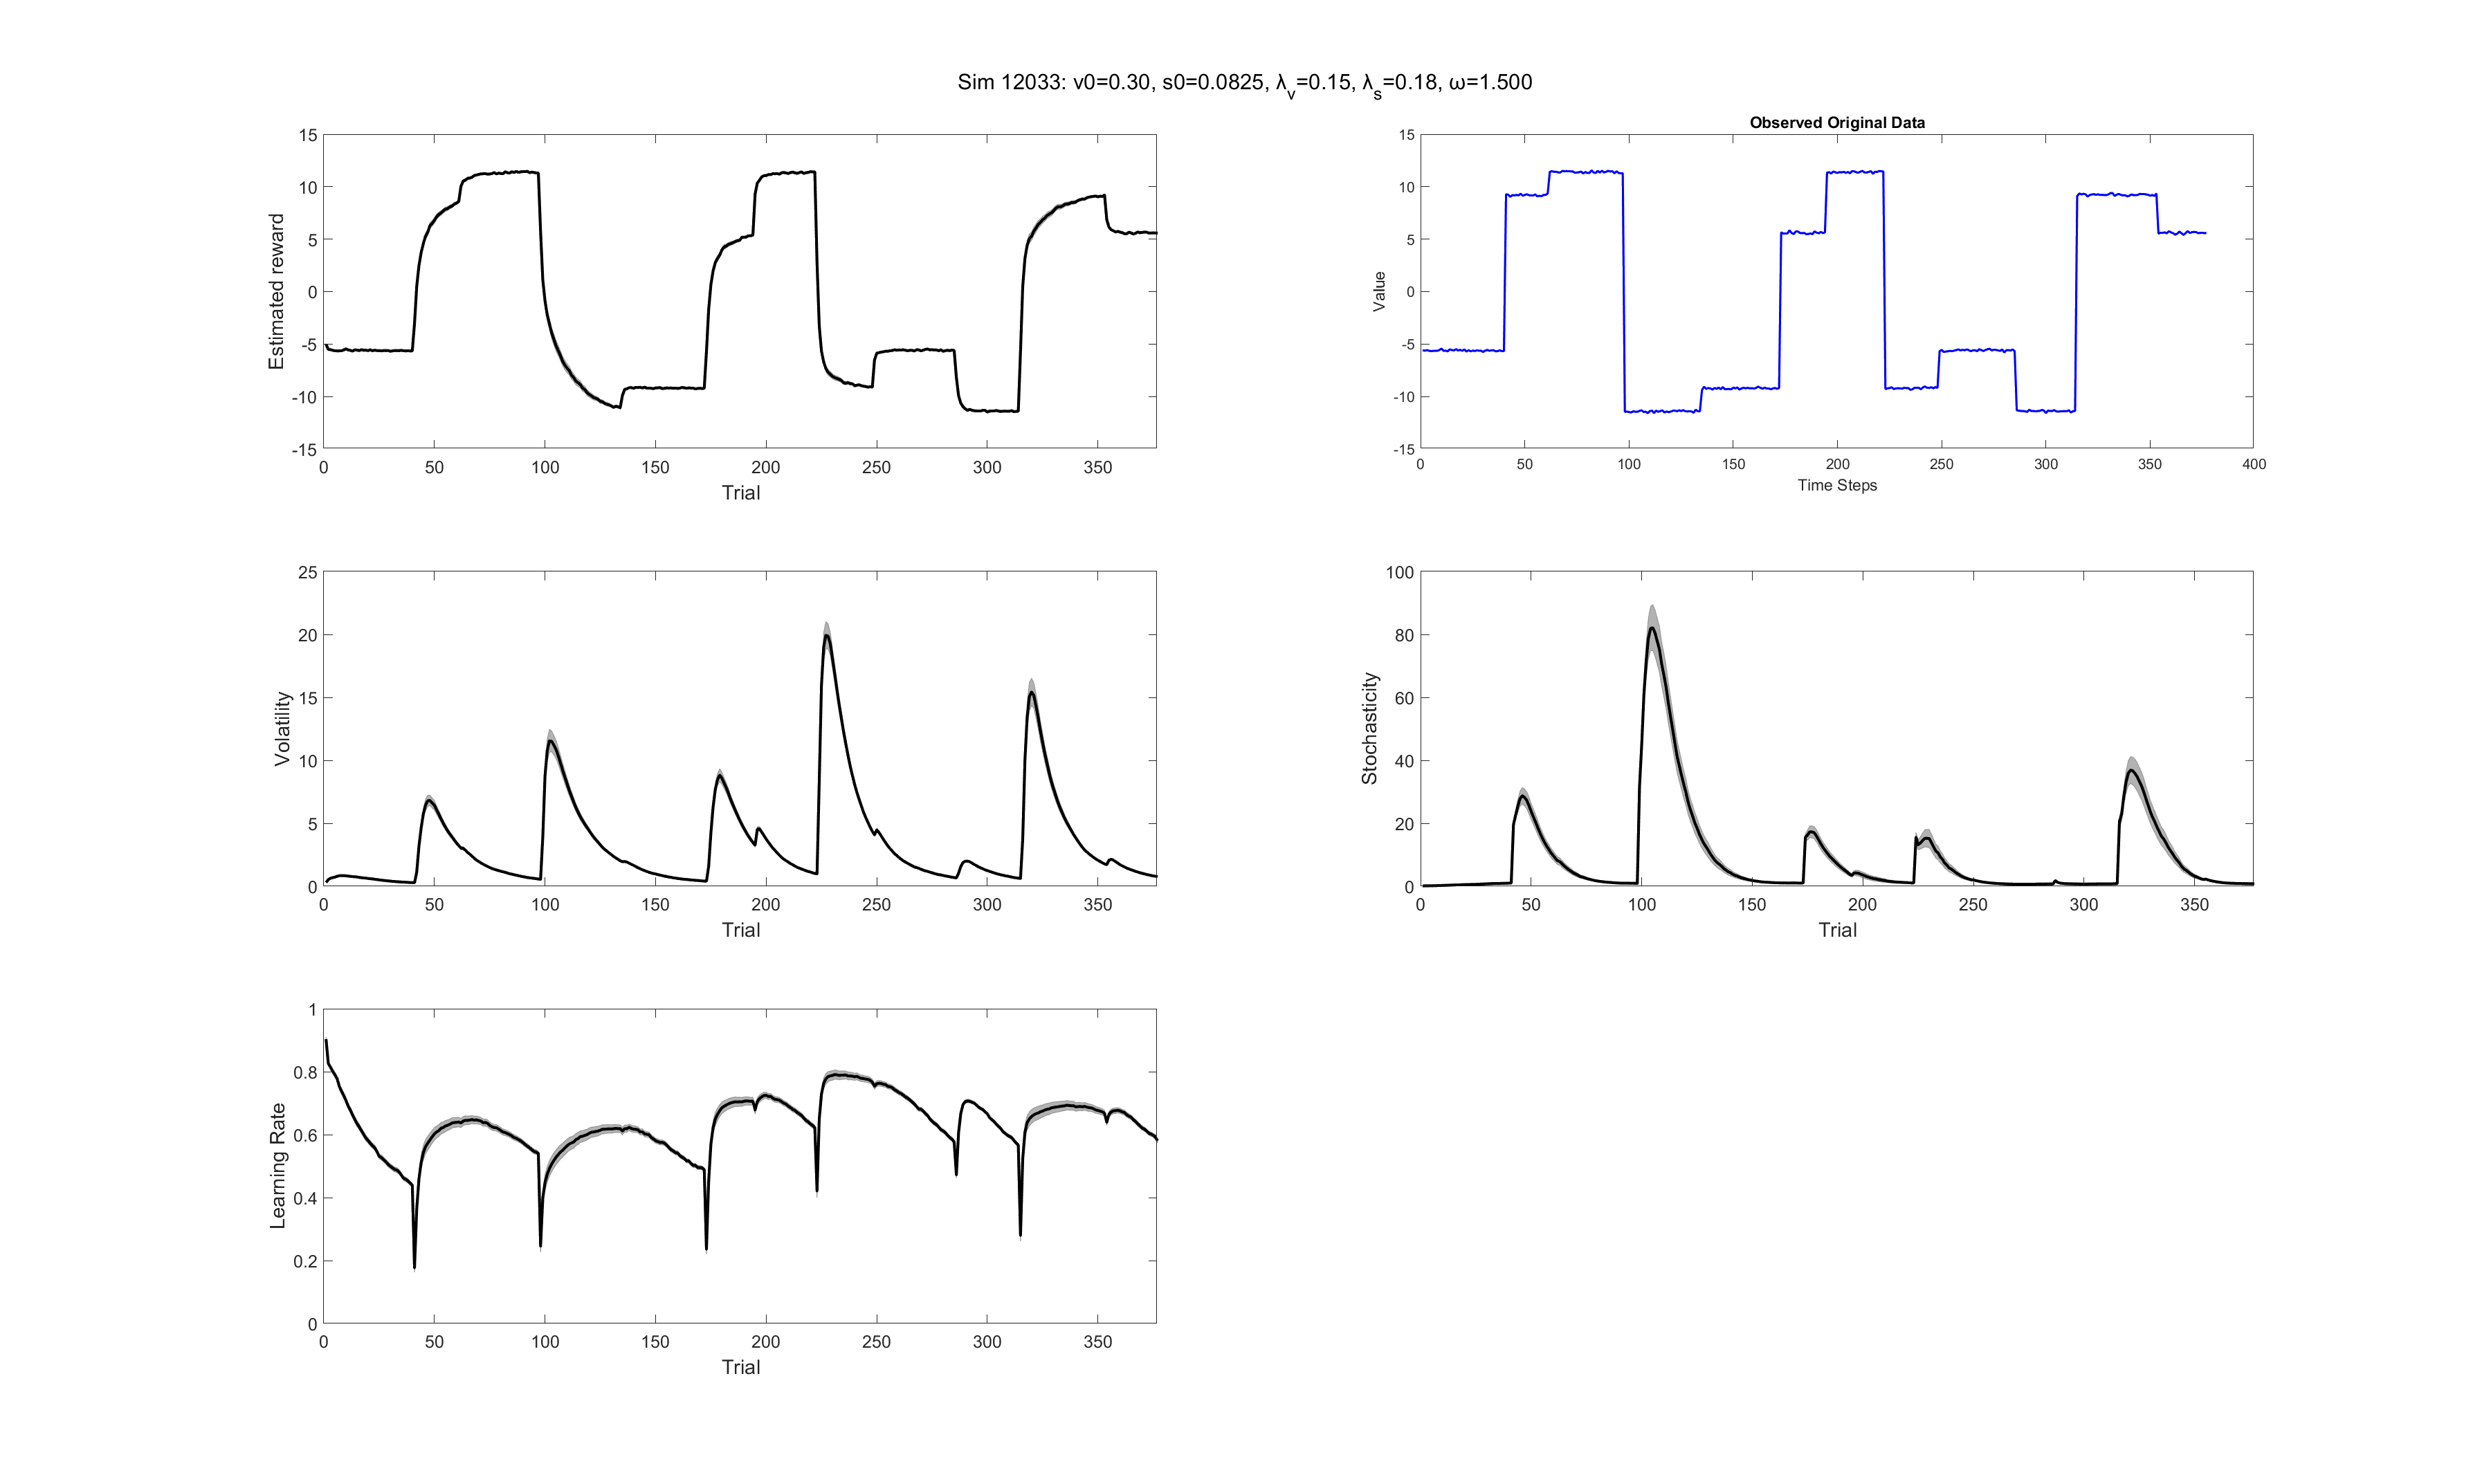 Sim 12033: v0=0.30, s0=0.0825, λv=0.15, λs=0.18, ω=1.500
15
10
5
0
-5
-10
-15
Estimated reward
0 50 100 150 200 250 300 350
Trial
Observed Original Data
15
10
5
0
-5
-10
-15
Value
0 50 100 150 200 250 300 350 400
Time Steps
25
20
15
10
5
0
Volatility
0 50 100 150 200 250 300 350
Trial
100
80
60
40
20
0
Stochasticity
0 50 100 150 200 250 300 350
Trial
1
0.8
0.6
0.4
0.2
0
Learning Rate
0 50 100 150 200 250 300 350
Trial